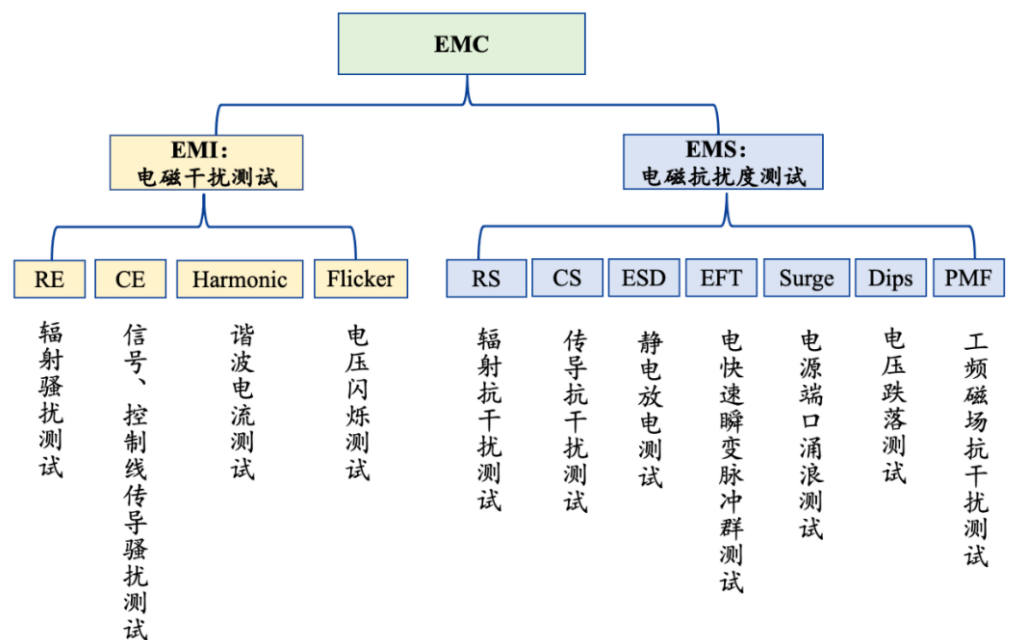 EMC
EMI：
电磁干扰测试
EMS：
电磁抗扰度测试
RE
CE
Harmonic
Flicker
RS
CS
ESD
EFT
Surge
Dips
PMF
辐射骚扰测试
信号、控制线传导骚扰测试
谐波电流测试
电压闪烁测试
辐射抗干扰测试
传导抗干扰测试
静电放电测试
电快速瞬变脉冲群测试
电源端口涌浪测试
电压跌落测试
工频磁场抗干扰测试